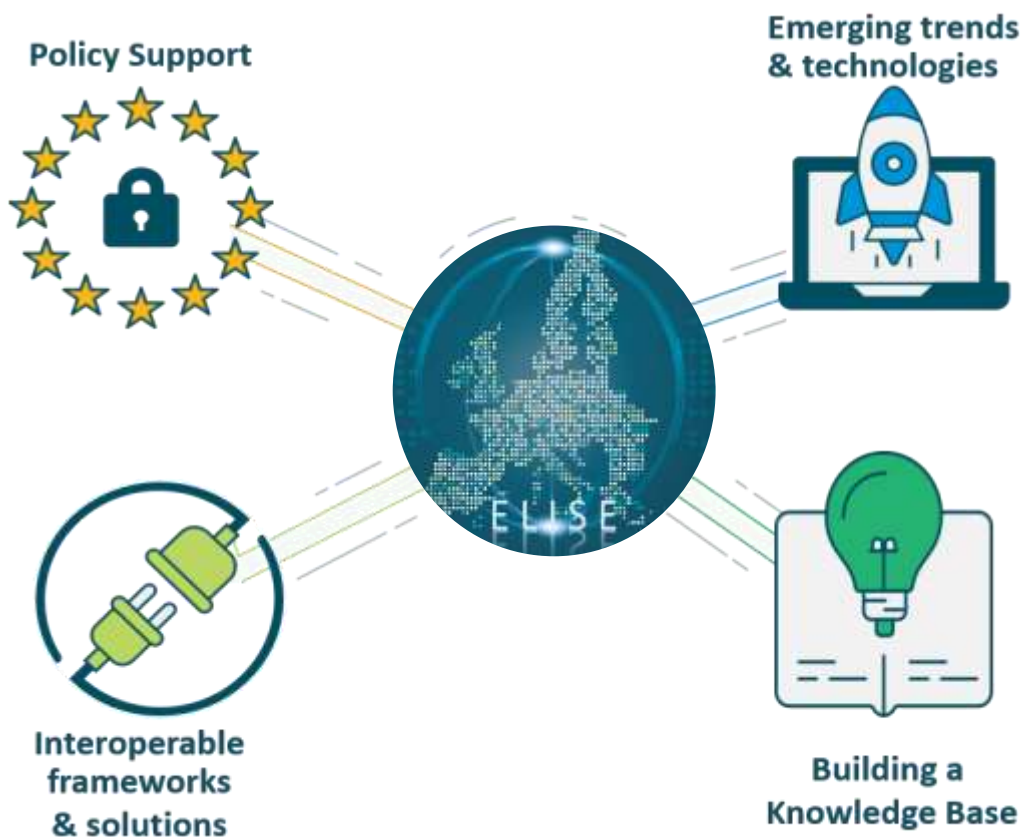 Policy Support
Emerging trends
& technologies
ELISE
Interoperable
frameworks
& solutions
Building a
Knowledge Base